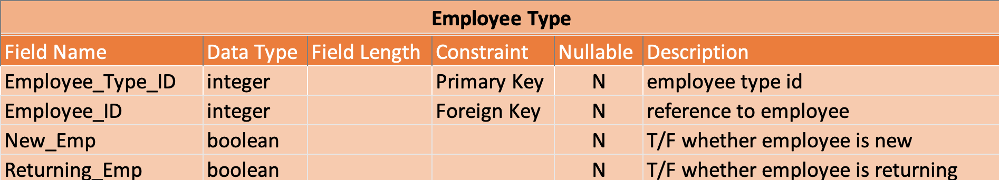 Employee Type
Field Name Data Type Field Length Constraint Nullable Description
Employee_Type_ID integer Primary Key N employee type id
Employee_ID integer Foreign Key N reference to employee
New_Emp boolean N T/F whether employee is new
Returning_Emp boolean N T/F whether employee is returning